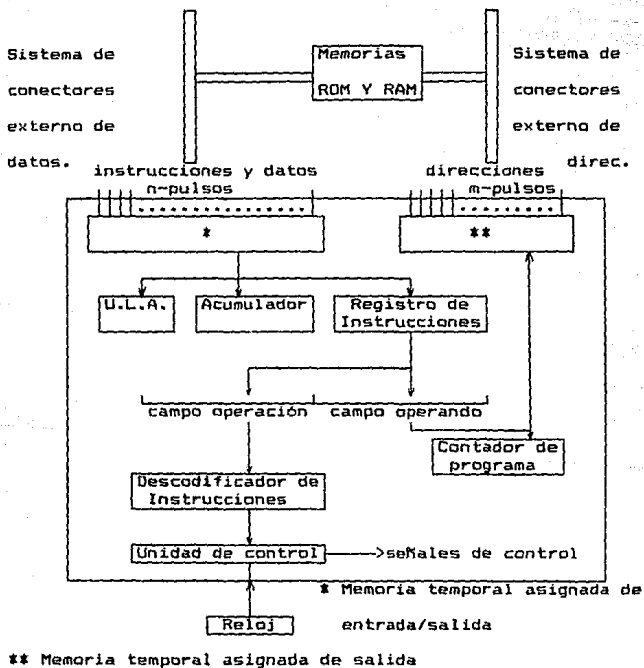 Sistema de
conectores
externo de
datos.
Memorias
ROM Y RAM
Sistema de
conectores
externo de
direc.
instrucciones y datos
n-pulsos
direcciones
m-pulsos
*
**
U.L.A.
Acumulador
Registro de
Instrucciones
campo operación
campo operando
Contador de
programa
Descodificador de
Instrucciones
Unidad de control
señales de control
* Memoria temporal asignada de
entrada/salida
Reloj
** Memoria temporal asignada de salida